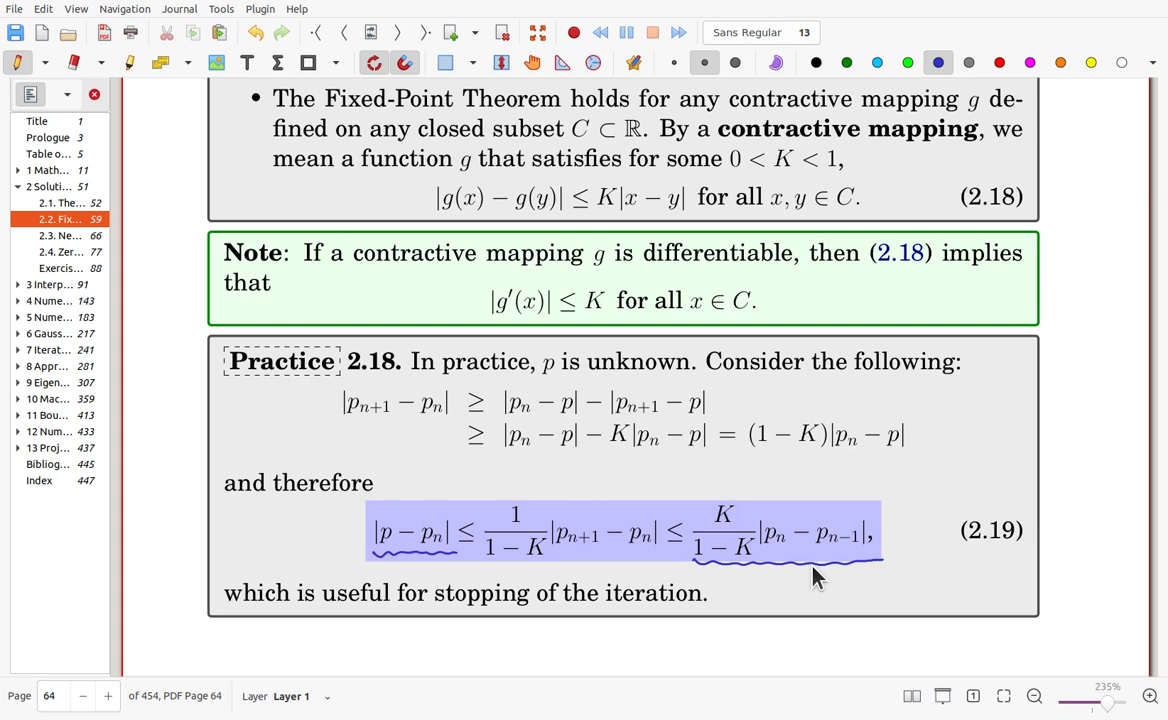 File Edit View Navigation Journal Tools Plugin Help
Sans Regular 13
Title 1
Prologue 3
Table o... 5
1 Math... 11
2 Soluti... 51
2.1. The... 52
2.2. Fix... 59
2.3. Ne... 66
2.4. Zer... 77
Exercis... 88
3 Interp... 91
4 Nume... 143
5 Nume... 183
6 Gauss... 217
7 Iterat... 241
8 Appr... 281
9 Eigen... 307
10 Mac... 359
11 Bou... 413
12 Num... 433
13 Proj... 437
Bibliog... 445
Index 447
• The Fixed-Point Theorem holds for any contractive mapping g de-
fined on any closed subset C ⊂ ℝ. By a contractive mapping, we
mean a function g that satisfies for some 0 < K < 1,
|g(x) − g(y)| ≤ K|x − y| for all x, y ∈ C. (2.18)
Note: If a contractive mapping g is differentiable, then (2.18) implies
that
|g′(x)| ≤ K for all x ∈ C.
Practice 2.18. In practice, p is unknown. Consider the following:
|pₙ₊₁ − pₙ| ≥ |pₙ − p| − |pₙ₊₁ − p|
≥ |pₙ − p| − K|pₙ − p| = (1 − K)|pₙ − p|
and therefore
|p − pₙ| ≤ 1/(1 − K) |pₙ₊₁ − pₙ| ≤ K/(1 − K) |pₙ − pₙ₋₁|, (2.19)
which is useful for stopping of the iteration.
Page 64 − + of 454, PDF Page 64 Layer Layer 1 235%